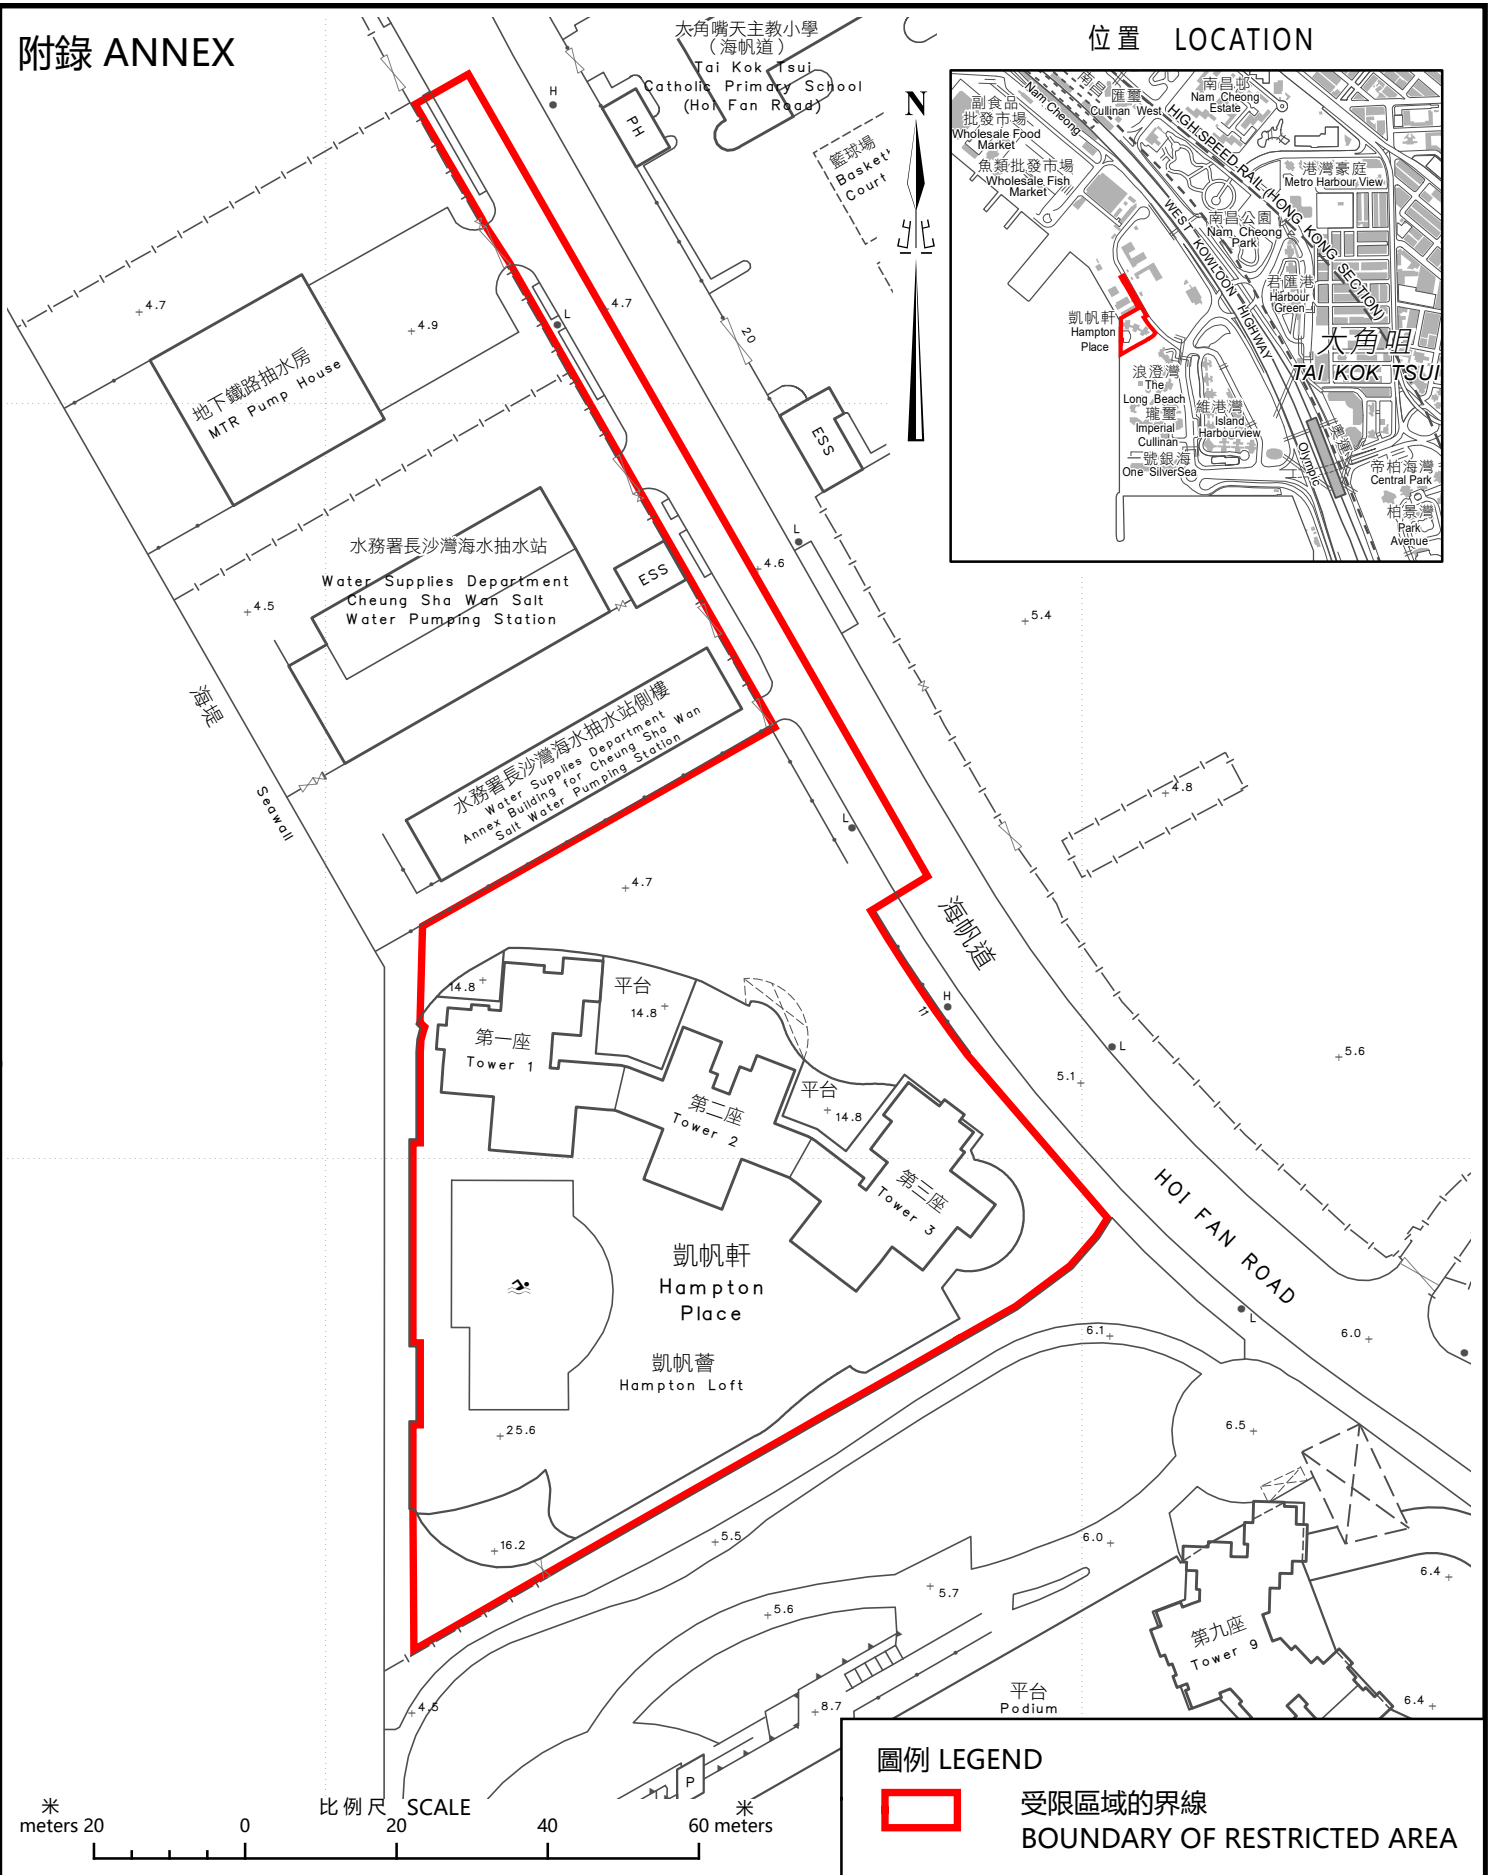 附錄 ANNEX
大角嘴天主教小學
（海帆道）
Tai Kok Tsui
Catholic Primary School
(Hoi Fan Road)
H
PH
籃球場
Court
N
位置 LOCATION
副食品
批發市場
Wholesale Food
Market
魚類批發市場
Wholesale Fish
Market
南昌
Nam Cheong
匯璽
Cullinan West
南昌邨
Nam Cheong
Estate
HIGH SPEED RAIL (HONG KONG SECTION)
港灣豪庭
Metro Harbour View
WEST KOWLOON HIGHWAY
南昌公園
Nam Cheong
Park
君匯港
Harbour
Green
凱帆軒
Hampton
Place
大角咀
TAI KOK TSUI
浪澄灣
The
Long Beach
瓏璽
Imperial
Cullinan
維港灣
Island
Harbourview
一號銀海
One SilverSea
奧運
Olympic
帝柏海灣
Central Park
柏景灣
Park
Avenue
4.7
4.9
L
4.7
20
地下鐵路抽水房
MTR Pump House
ESS
L
4.6
水務署長沙灣海水抽水站
Water Supplies Department
Cheung Sha Wan Salt
Water Pumping Station
ESS
4.5
5.4
海堤
Seawall
水務署長沙灣海水抽水站側樓
Water Supplies Department
Annex Building for Cheung Sha Wan
Salt Water Pumping Station
L
4.8
4.7
海帆道
14.8
平台
14.8
H
11
第一座
Tower 1
L
5.6
5.1
第二座
Tower 2
平台
14.8
第三座
Tower 3
HOI FAN ROAD
凱帆軒
Hampton
Place
凱帆薈
Hampton Loft
L
6.1
6.0
25.6
6.5
16.2
5.5
6.0
5.7
5.6
6.4
第九座
Tower 9
4.5
8.7
平台
Podium
6.4
P
圖例 LEGEND
受限區域的界線
BOUNDARY OF RESTRICTED AREA
米 比例尺 SCALE 米
meters 20 0 20 40 60 meters